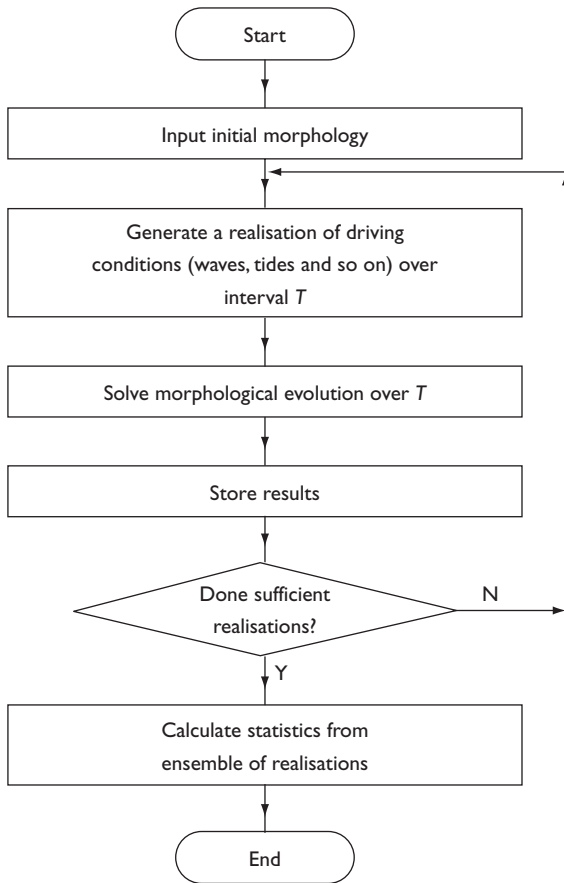 Start
Input initial morphology
Generate a realisation of driving
conditions (waves, tides and so on) over
interval T
Solve morphological evolution over T
Store results
Done sufficient
realisations?
N
Y
Calculate statistics from
ensemble of realisations
End